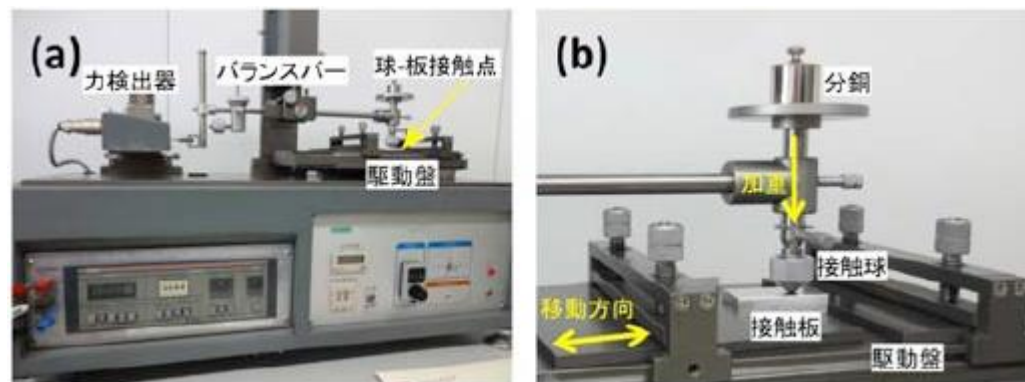 (a)
力検出器
バランスバー
球-板接触点
駆動盤
(b)
分銅
加重
接触球
移動方向
接触板
駆動盤